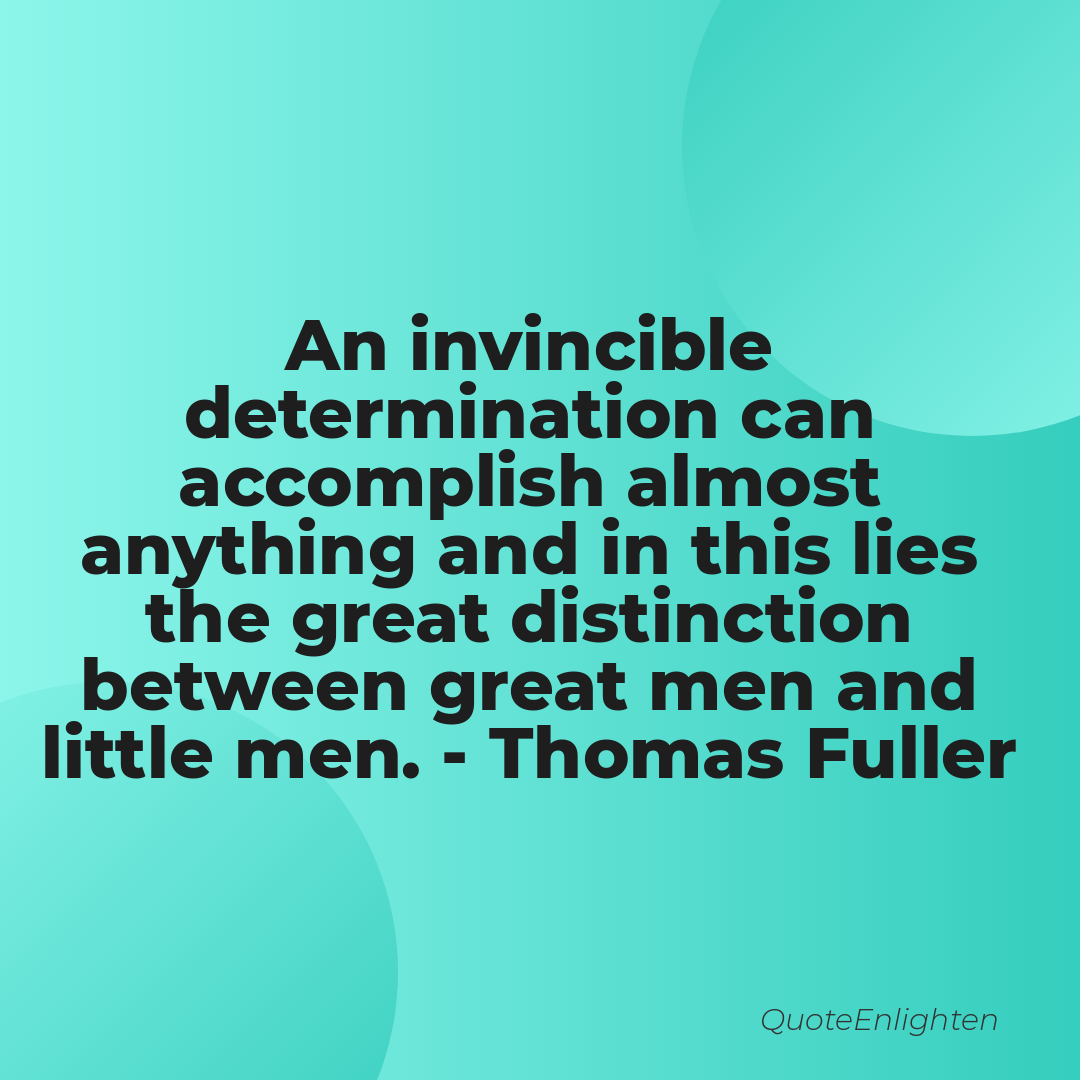 An invincible
determination can
accomplish almost
anything and in this lies
the great distinction
between great men and
little men. - Thomas Fuller
QuoteEnlighten